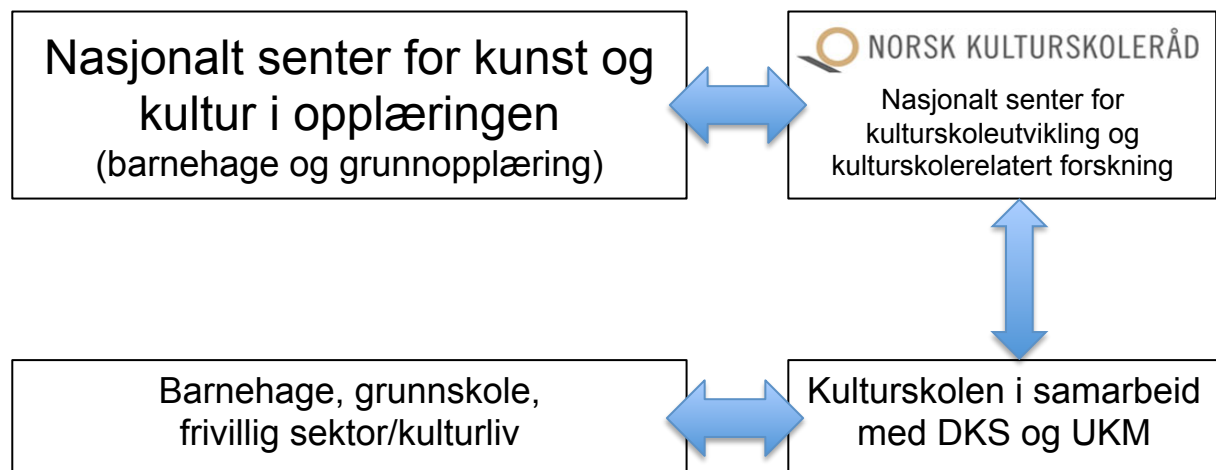 Nasjonalt senter for kunst og
kultur i opplæringen
(barnehage og grunnopplæring)
NORSK KULTURSKOLERÅD
Nasjonalt senter for
kulturskoleutvikling og
kulturskolerelatert forskning
Barnehage, grunnskole,
frivillig sektor/kulturliv
Kulturskolen i samarbeid
med DKS og UKM